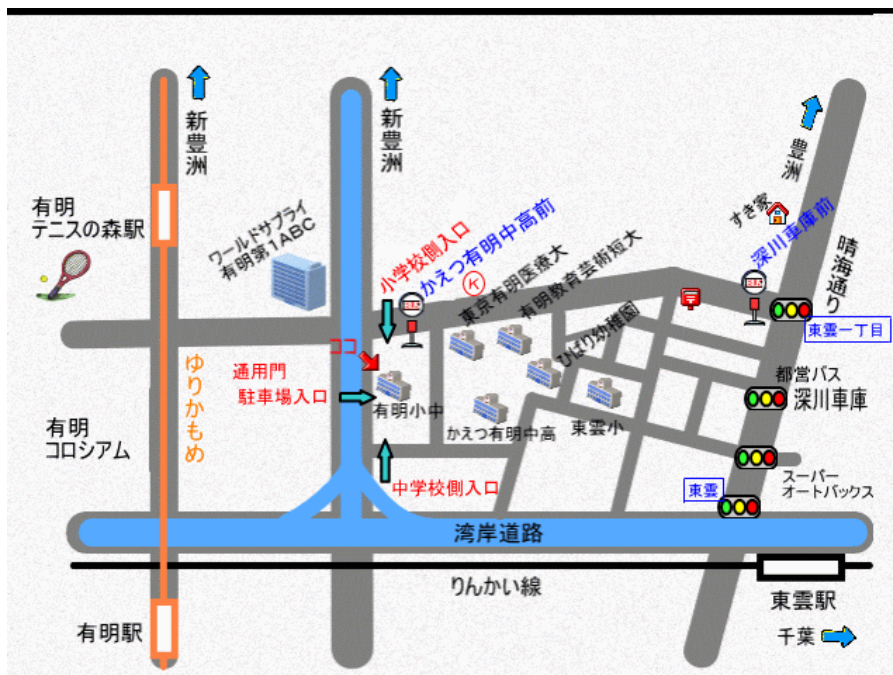 新豊洲
新豊洲
豊洲
有明
テニスの森駅
ワールドサプライ
有明第1ABC
小学校側入口
かえつ有明中高前
東京有明医療大
有明教育芸術短大
すき家
深川車庫前
晴海通り
東雲一丁目
ココ
ひばり幼稚園
ゆりかもめ
通用門
駐車場入口
有明小中
かえつ有明中高
東雲小
都営バス
深川車庫
有明
コロシアム
中学校側入口
東雲
スーパー
オートバックス
湾岸道路
りんかい線
有明駅
東雲駅
千葉